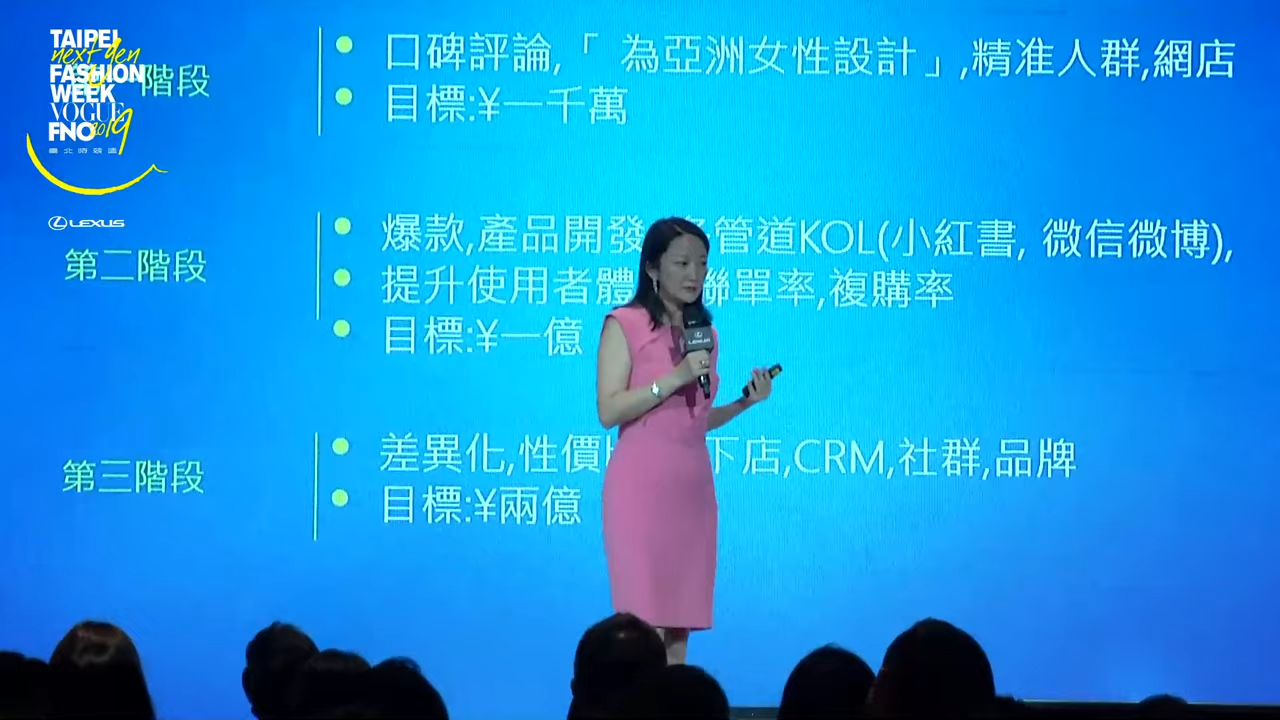 TAIPEI
next den
FASHION
WEEK
VOGUE
FNO 2019
臺北時裝週
LEXUS
階段
口碑評論,「 為亞洲女性設計 」,精准人群,網店
目標:¥一千萬
第二階段
爆款,產品開發 管道KOL(小紅書, 微信微博),
提升使用者體 聯單率,複購率
目標:¥一億
LEXUS
第三階段
差異化,性價 下店,CRM,社群,品牌
目標:¥兩億